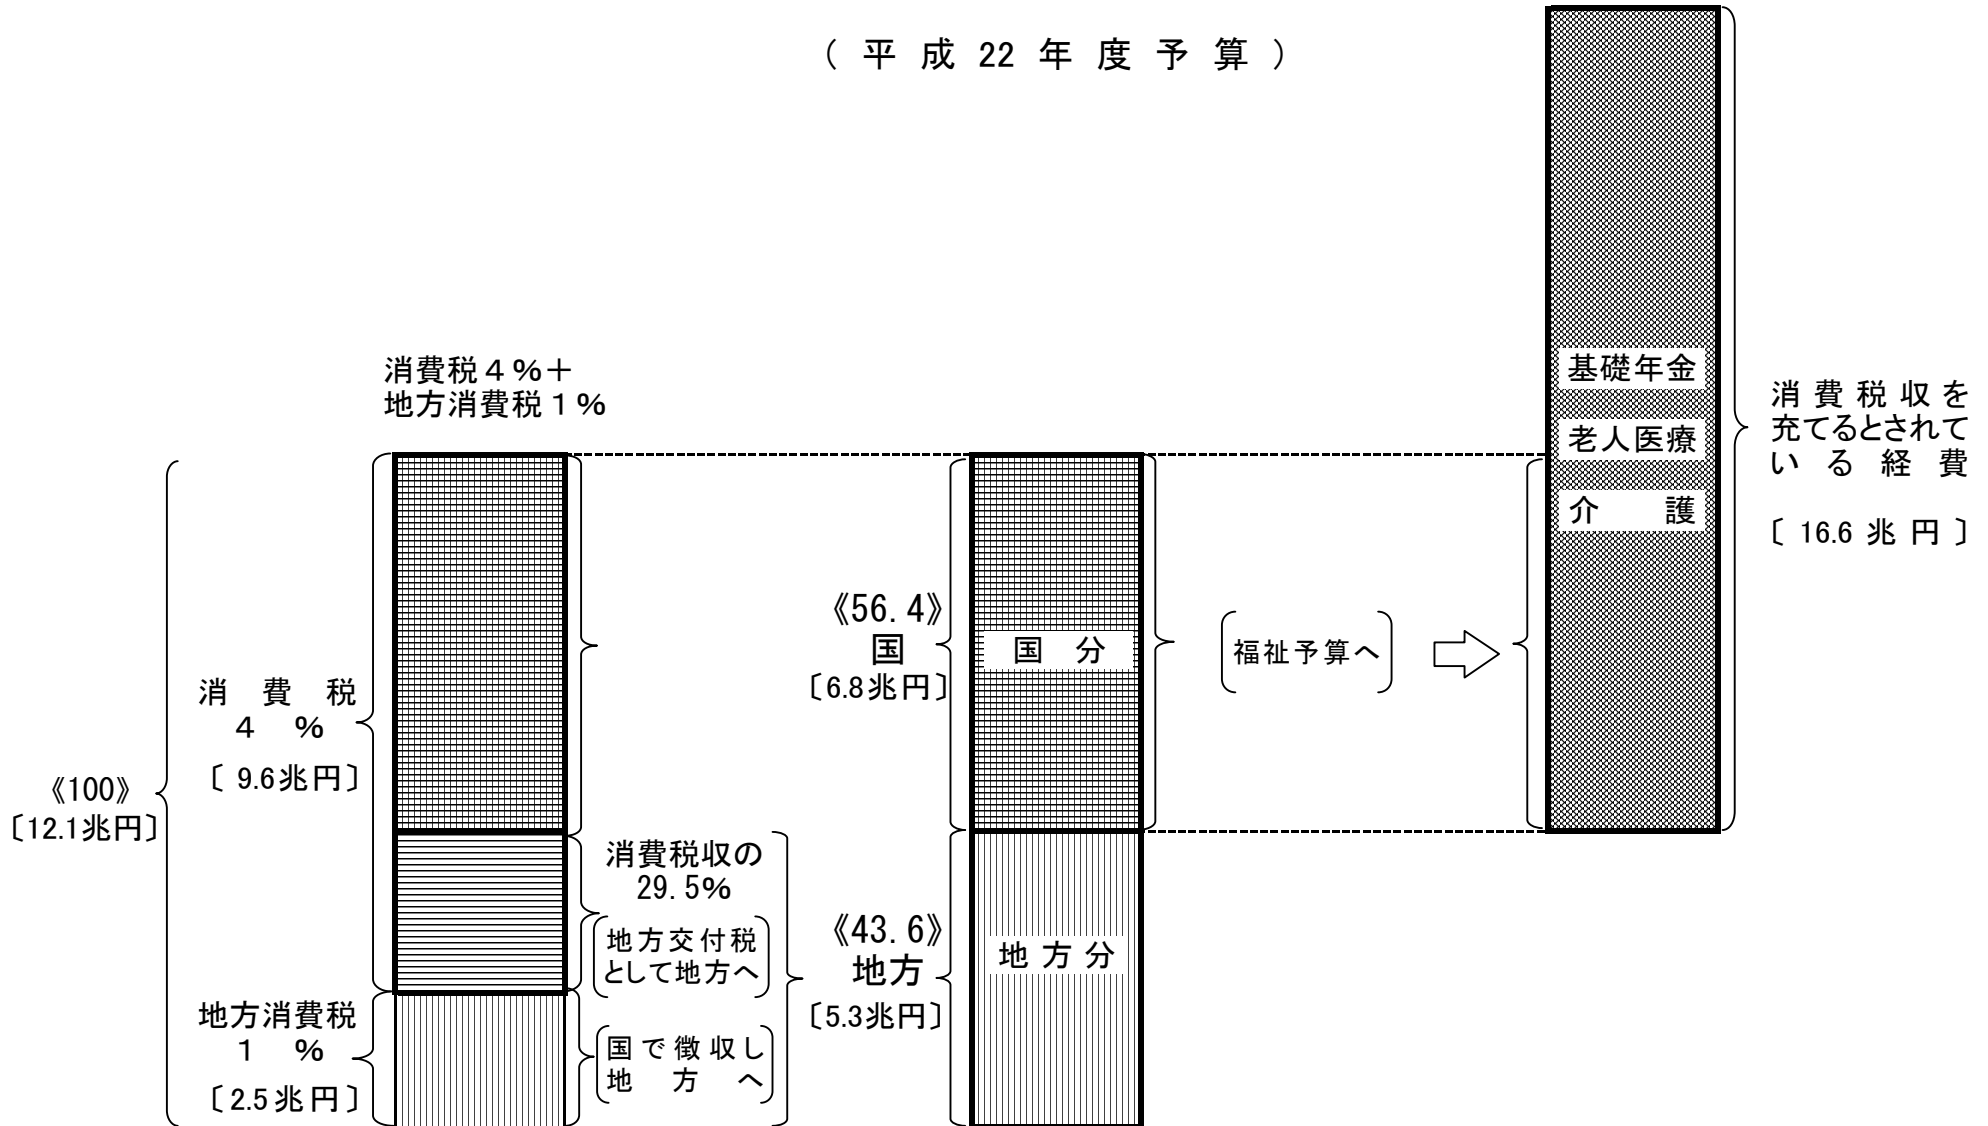 （平成22年度予算）
消費税４％＋
地方消費税１％
《100》
〔12.1兆円〕
消費税
４％
〔9.6兆円〕
地方消費税
１％
〔2.5兆円〕
消費税収の
29.5％
地方交付税
として地方へ
国で徴収し
地方へ
《56.4》
国
〔6.8兆円〕
《43.6》
地方
〔5.3兆円〕
国分
地方分
福祉予算へ
基礎年金
老人医療
介護
消費税収を
充てるとされて
いる経費
〔16.6兆円〕